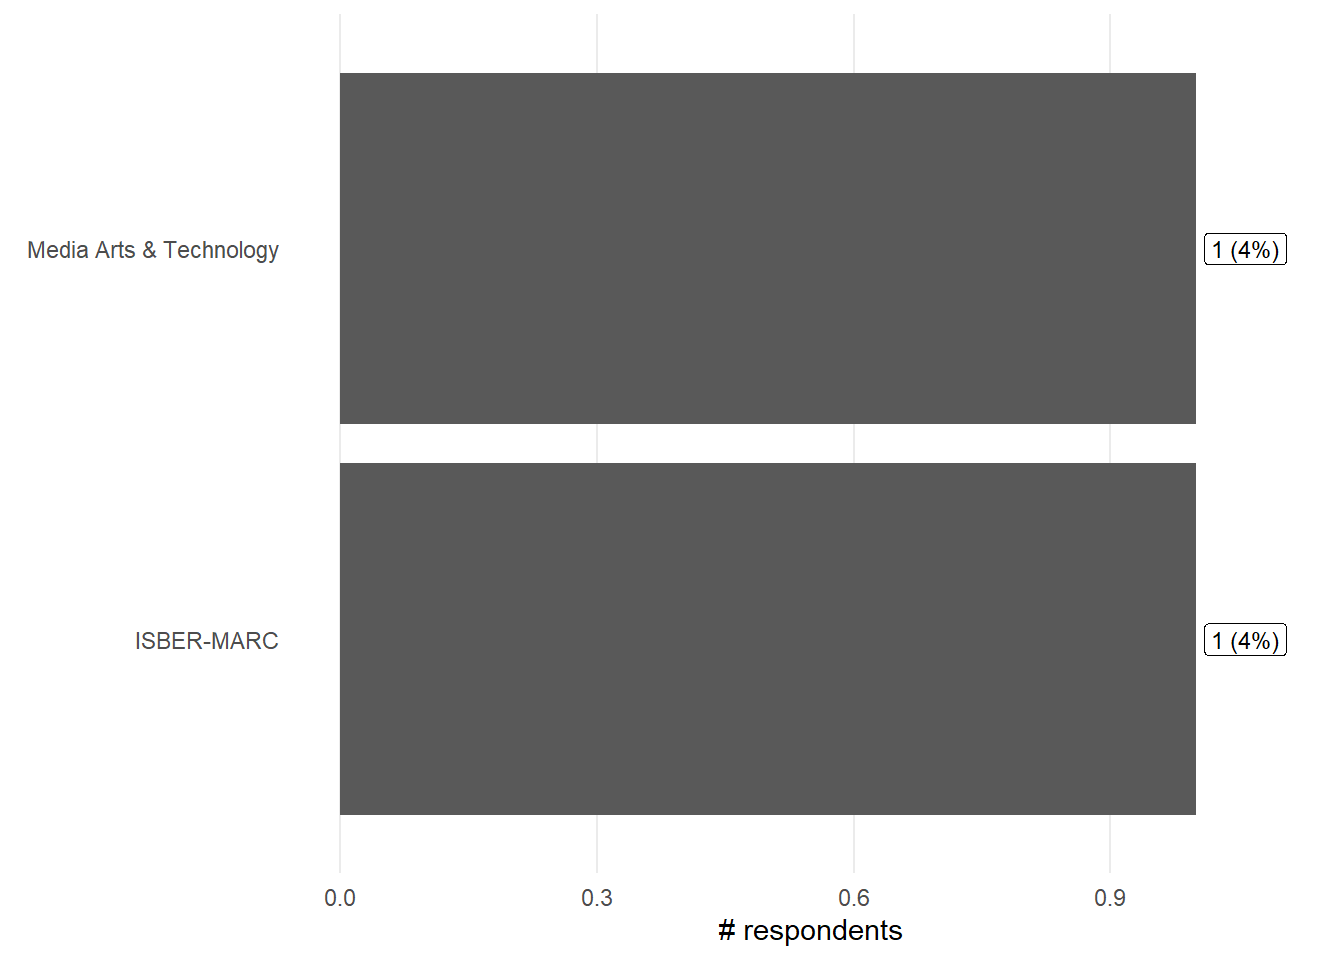 Media Arts & Technology
1 (4%)
ISBER-MARC
1 (4%)
0.0 0.3 0.6 0.9
# respondents